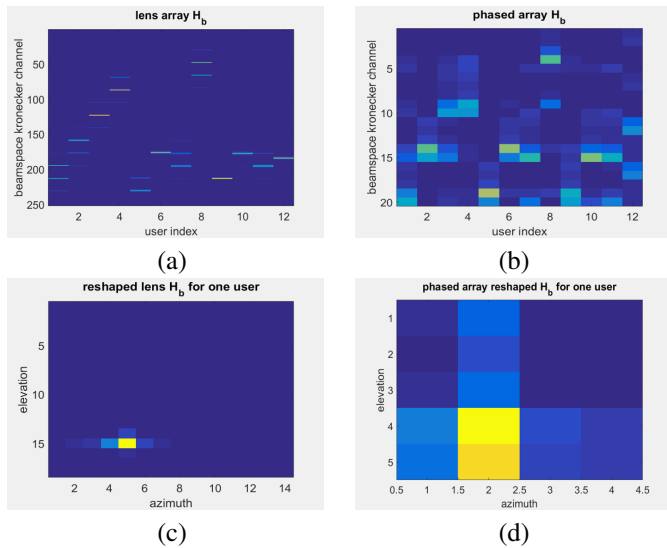 lens array H_b
beamspace kronecker channel
50
100
150
200
250
2 4 6 8 10 12
user index
(a)
phased array H_b
beamspace kronecker channel
5
10
15
20
2 4 6 8 10 12
user index
(b)
reshaped lens H_b for one user
elevation
5
10
15
2 4 6 8 10 12 14
azimuth
(c)
phased array reshaped H_b for one user
elevation
1
2
3
4
5
0.5 1 1.5 2 2.5 3 3.5 4 4.5
azimuth
(d)